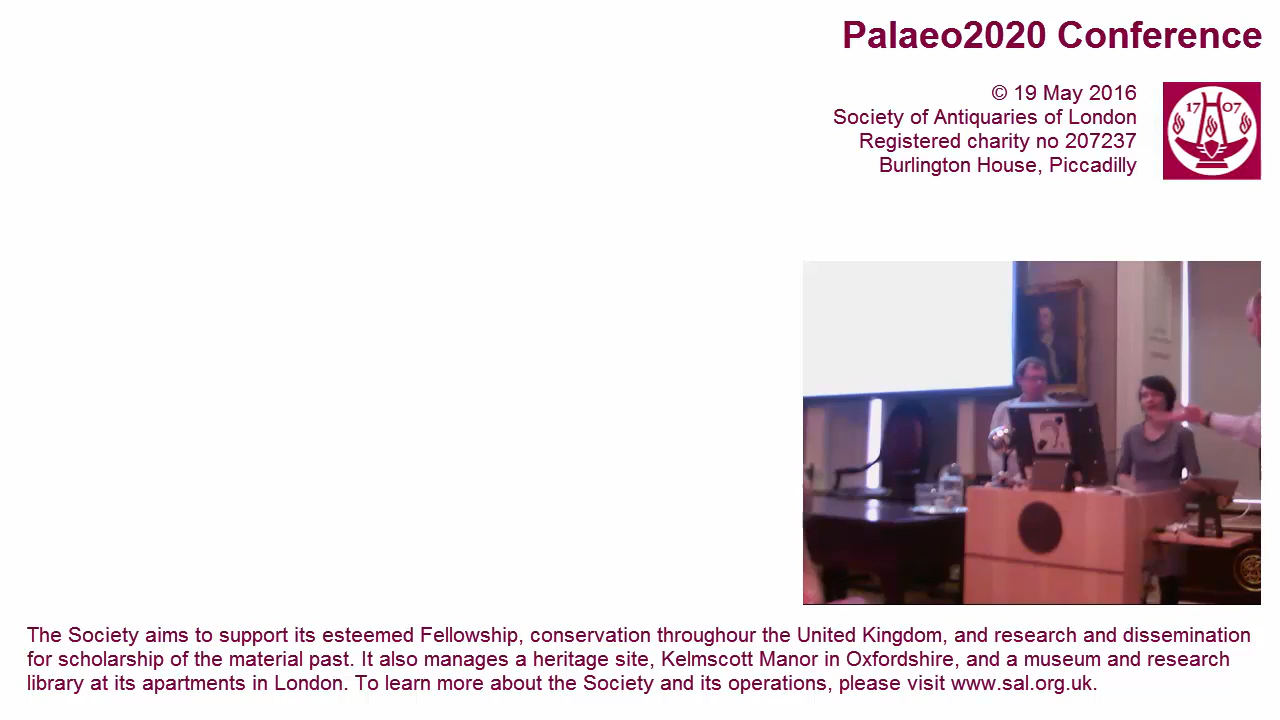 Palaeo2020 Conference
© 19 May 2016
Society of Antiquaries of London
Registered charity no 207237
Burlington House, Piccadilly
17 07
The Society aims to support its esteemed Fellowship, conservation throughour the United Kingdom, and research and dissemination
for scholarship of the material past. It also manages a heritage site, Kelmscott Manor in Oxfordshire, and a museum and research
library at its apartments in London. To learn more about the Society and its operations, please visit www.sal.org.uk.